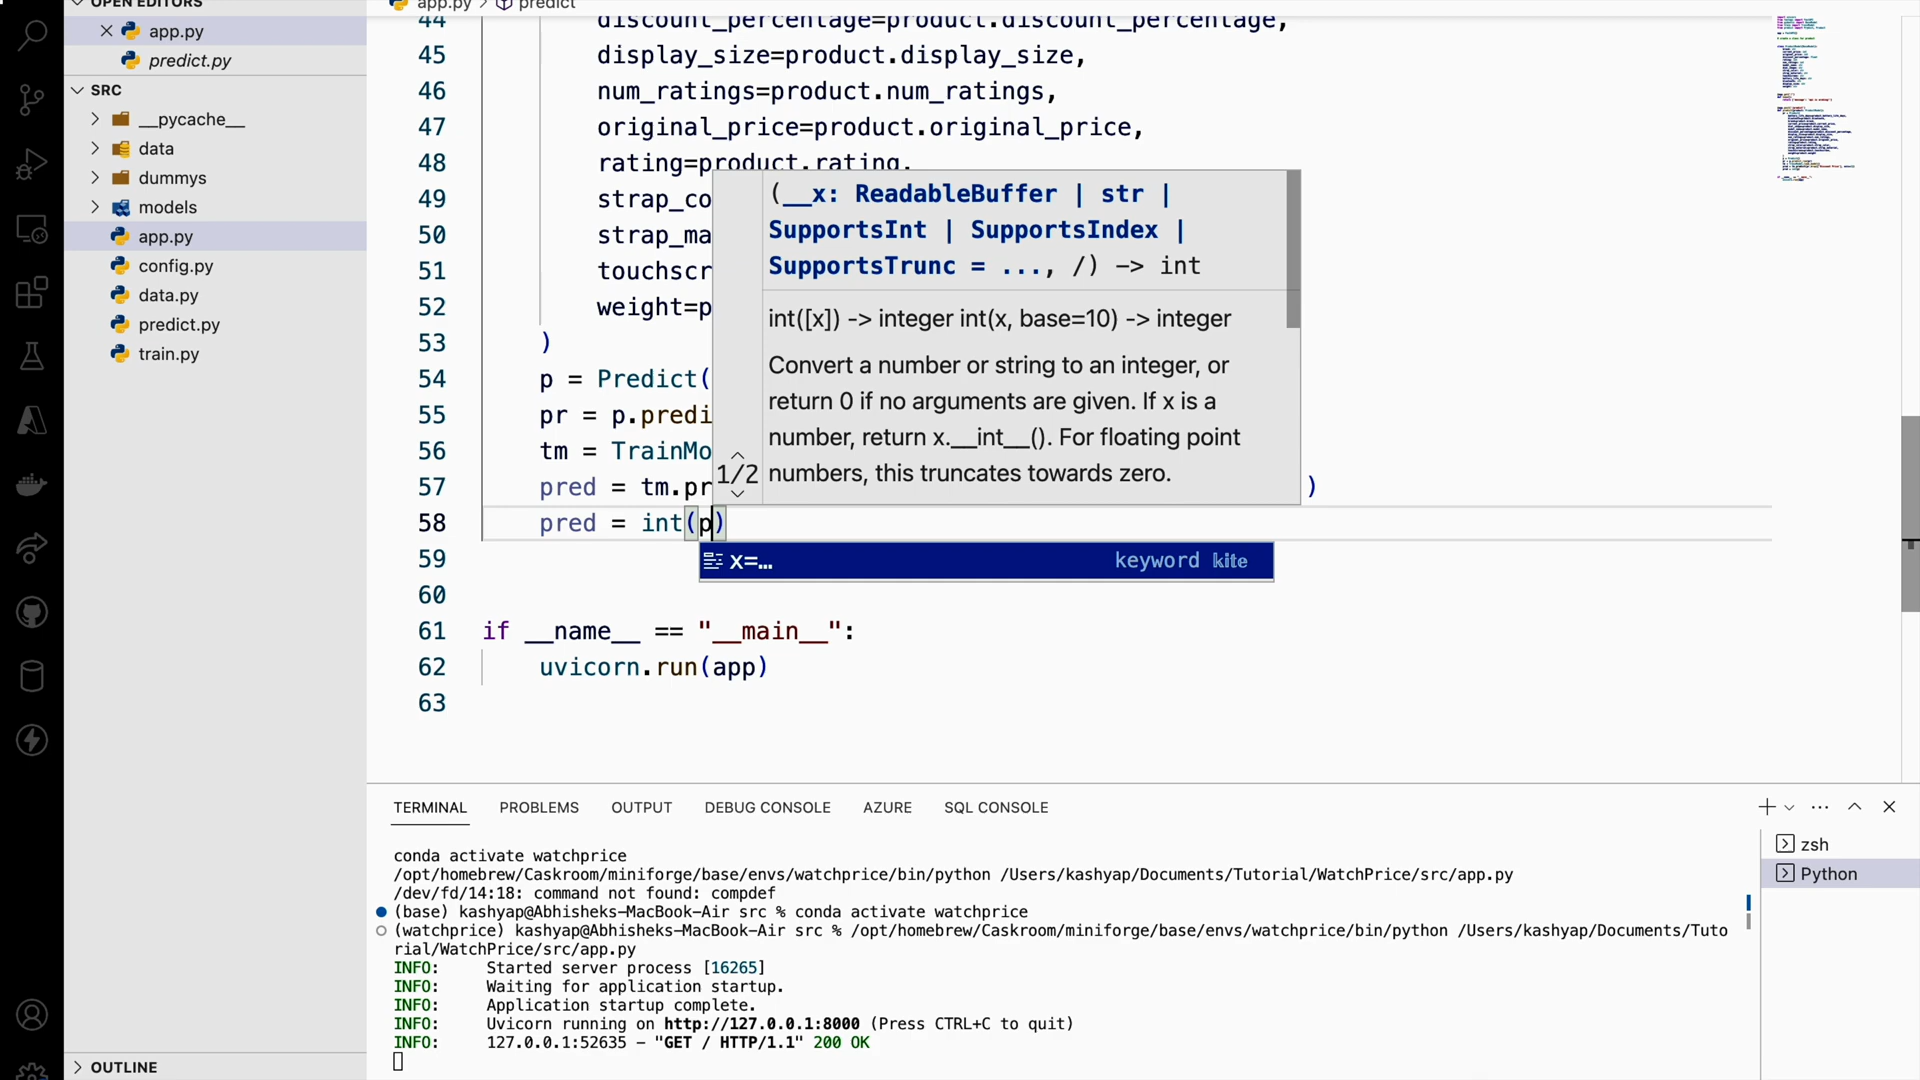 OPEN EDITORS
app.py
predict.py
SRC
__pycache__
data
dummys
models
app.py
config.py
data.py
predict.py
train.py
OUTLINE
app.py > predict
44 discount_percentage=product.discount_percentage,
45 display_size=product.display_size,
46 num_ratings=product.num_ratings,
47 original_price=product.original_price,
48 rating=product.rating,
49 strap_co
50 strap_ma
51 touchscr
52 weight=p
53 )
54 p = Predict(
55 pr = p.predi
56 tm = TrainMo
57 pred = tm.pr )
58 pred = int(p)
59
60
61 if __name__ == "__main__":
62 uvicorn.run(app)
63
(__x: ReadableBuffer | str |
SupportsInt | SupportsIndex |
SupportsTrunc = ..., /) -> int
int([x]) -> integer int(x, base=10) -> integer
Convert a number or string to an integer, or
return 0 if no arguments are given. If x is a
number, return x.__int__(). For floating point
numbers, this truncates towards zero.
1/2
x=… keyword kite
TERMINAL PROBLEMS OUTPUT DEBUG CONSOLE AZURE SQL CONSOLE
conda activate watchprice
/opt/homebrew/Caskroom/miniforge/base/envs/watchprice/bin/python /Users/kashyap/Documents/Tutorial/WatchPrice/src/app.py
/dev/fd/14:18: command not found: compdef
(base) kashyap@Abhisheks-MacBook-Air src % conda activate watchprice
(watchprice) kashyap@Abhisheks-MacBook-Air src % /opt/homebrew/Caskroom/miniforge/base/envs/watchprice/bin/python /Users/kashyap/Documents/Tuto
rial/WatchPrice/src/app.py
INFO: Started server process [16265]
INFO: Waiting for application startup.
INFO: Application startup complete.
INFO: Uvicorn running on http://127.0.0.1:8000 (Press CTRL+C to quit)
INFO: 127.0.0.1:52635 - "GET / HTTP/1.1" 200 OK
zsh
Python